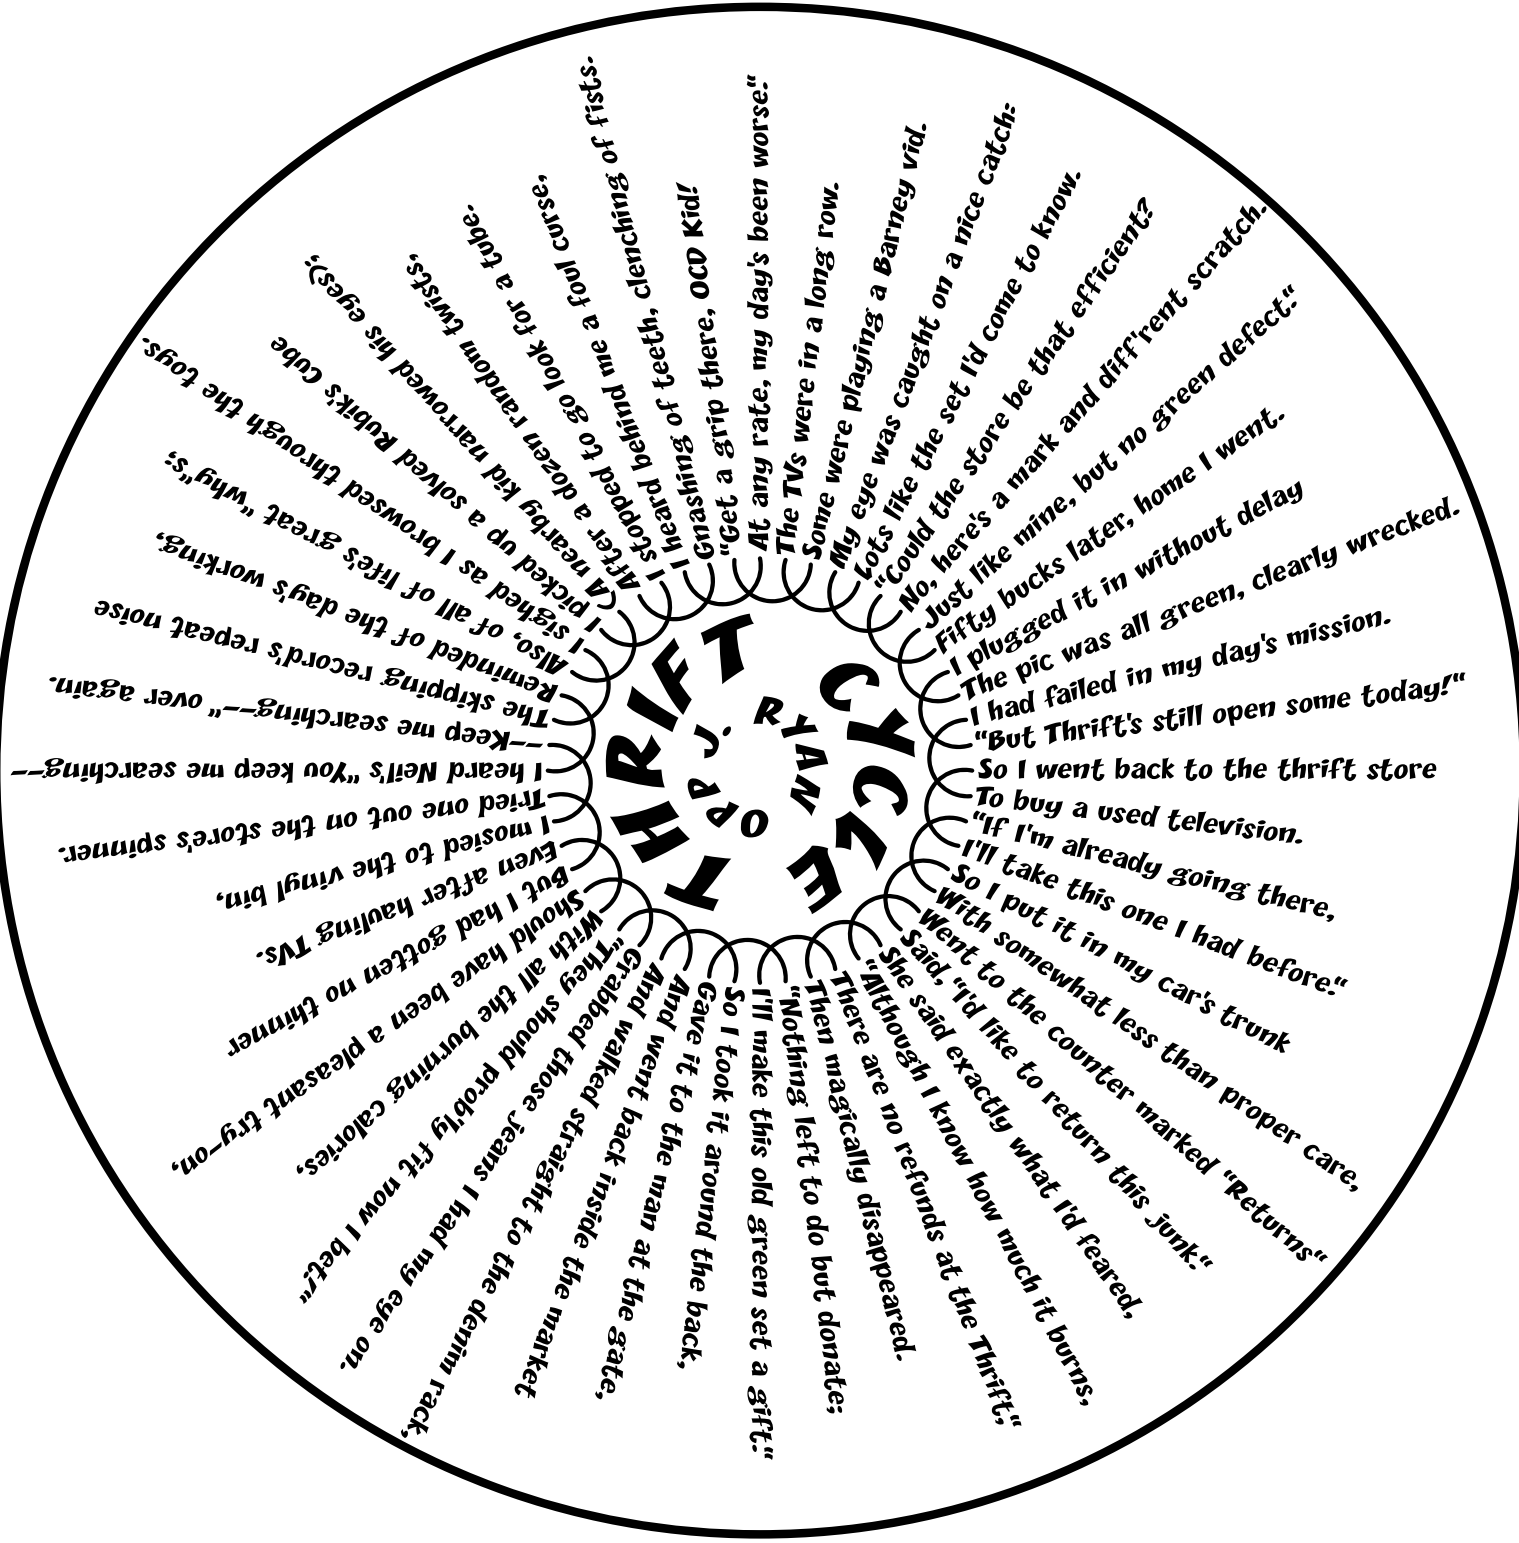 THRIFT CYCLE
J. RYAN OPP
So I went back to the thrift store
To buy a used television.
"If I'm already going there,
I'll take this one I had before."
So I put it in my car's trunk
With somewhat less than proper care,
Went to the counter marked "Returns"
Said, "I'd like to return this junk."
She said exactly what I'd feared,
"Although I know how much it burns,
There are no refunds at the Thrift,"
Then magically disappeared.
"Nothing left to do but donate;
I'll make this old green set a gift."
So I took it around the back,
Gave it to the man at the gate,
And went back inside the market
And walked straight to the denim rack,
Grabbed those jeans I had my eye on.
"They should prob'ly fit now I bet!"
With all the burning calories,
Should have been a pleasant try-on,
But I had gotten no thinner
Even after hauling TVs.
I mosied to the vinyl bin,
Tried one out on the store's spinner.
I heard Neil's "You keep me searching--
--Keep me searching--" over again.
The skipping record's repeat noise
Reminded of the day's working,
Also, of all of life's great "why"s;
I sighed as I browsed through the toys.
I picked up a solved Rubik's Cube
(A nearby kid narrowed his eyes);
After a dozen random twists,
I stopped to go look for a tube.
I heard behind me a foul curse,
Gnashing of teeth, clenching of fists.
"Get a grip there, OCD Kid!
At any rate, my day's been worse."
The TVs were in a long row.
Some were playing a Barney vid.
My eye was caught on a nice catch:
Lots like the set I'd come to know.
"Could the store be that efficient?
No, here's a mark and diff'rent scratch.
Just like mine, but no green defect."
Fifty bucks later, home I went.
I plugged it in without delay
The pic was all green, clearly wrecked.
I had failed in my day's mission.
"But Thrift's still open some today!"